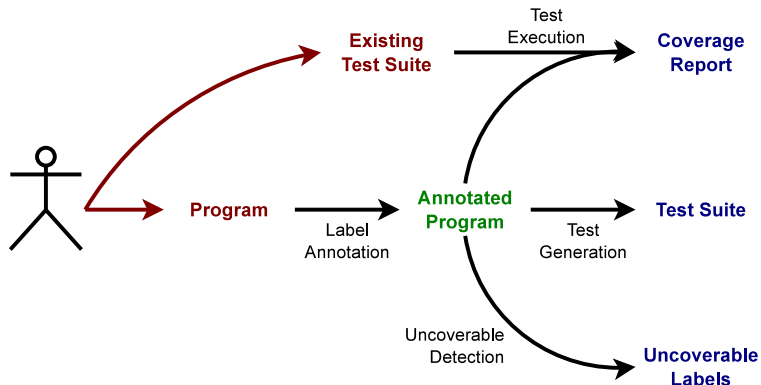 Test
Execution
Existing
Test Suite
Coverage
Report
Program
Label
Annotation
Annotated
Program
Test
Generation
Test Suite
Uncoverable
Detection
Uncoverable
Labels